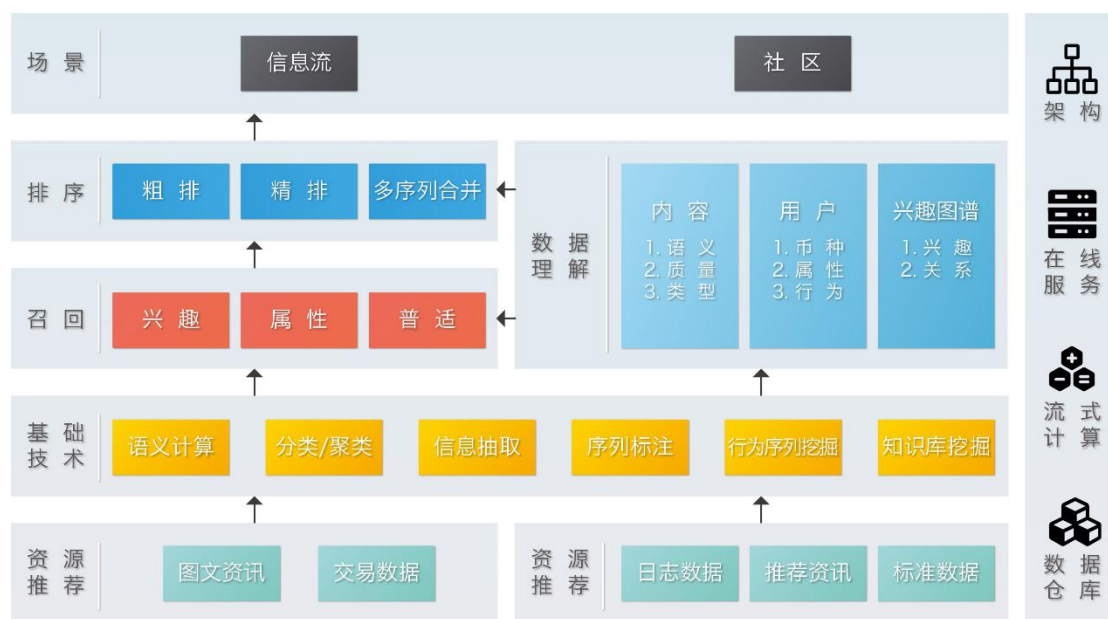 场 景
信息流
社 区
排 序
粗 排
精 排
多序列合并
召 回
兴 趣
属 性
普 适
数 据
理 解
内 容
1. 语 义
2. 质 量
3. 类 型
用 户
1. 币 种
2. 属 性
3. 行 为
兴趣图谱
1. 兴 趣
2. 关 系
基 础
技 术
语义计算
分类/聚类
信息抽取
序列标注
行为序列挖掘
知识库挖掘
资 源
推 荐
图文资讯
交易数据
资 源
推 荐
日志数据
推荐资讯
标准数据
架 构
在 线
服 务
流 式
计 算
数 据
仓 库